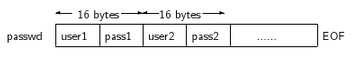 16 bytes 16 bytes
passwd user1 pass1 user2 pass2 ...... EOF